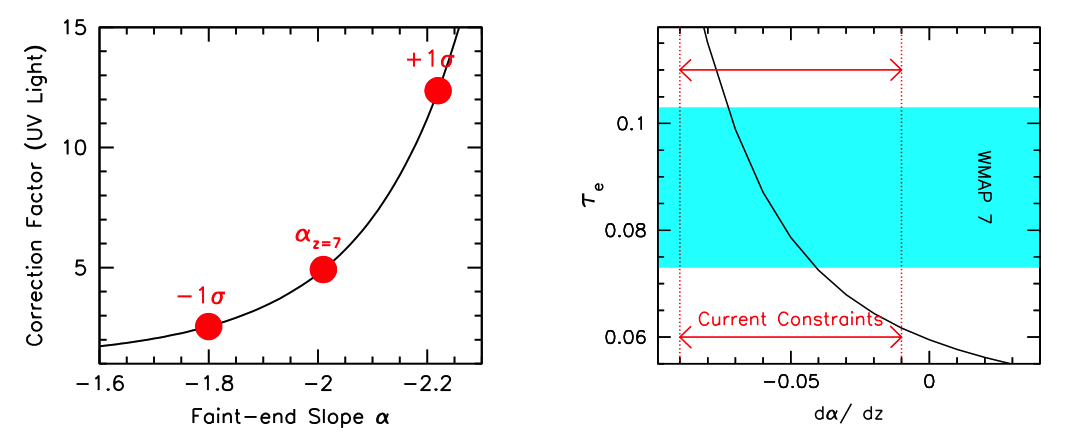 15
10
5
Correction Factor (UV Light)
+1σ
α_{z=7}
−1σ
−1.6
−1.8
−2
−2.2
Faint−end Slope α
0.1
0.08
0.06
τ_e
WMAP 7
Current Constraints
−0.05
0
dα/ dz